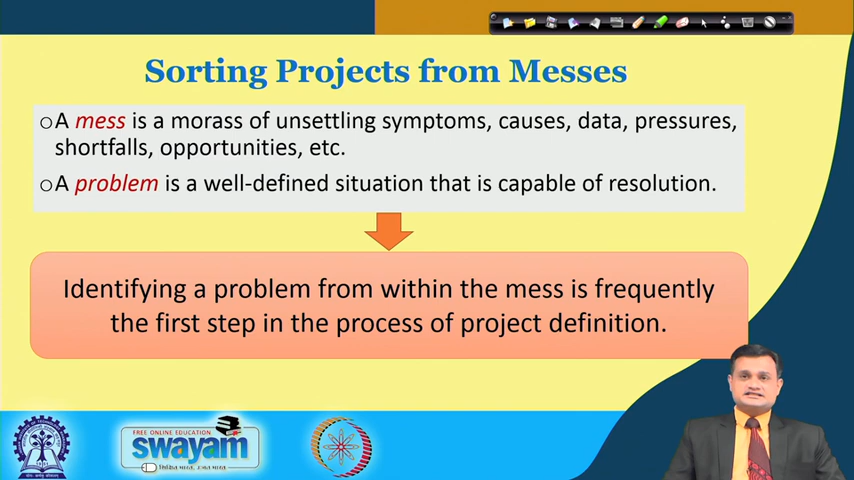 Sorting Projects from Messes
oA mess is a morass of unsettling symptoms, causes, data, pressures,
shortfalls, opportunities, etc.
oA problem is a well-defined situation that is capable of resolution.
Identifying a problem from within the mess is frequently
the first step in the process of project definition.
FREE ONLINE EDUCATION
swayam